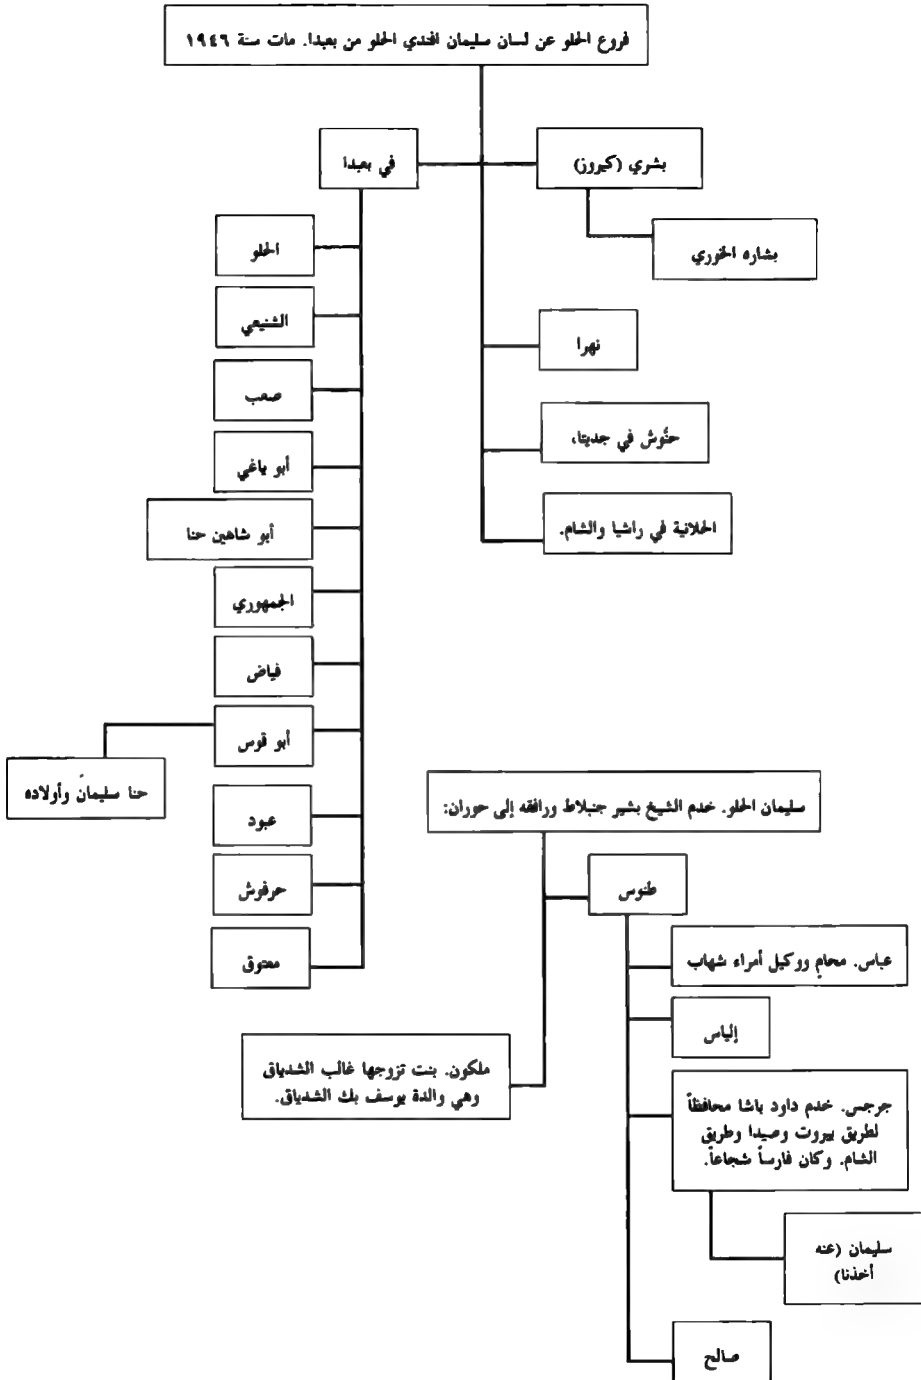 فروع الحلو عن لسان سليمان افندي الحلو من بعبدا. مات سنة ١٩٤٦
بشري (كيروز)
بشاره الخوري
نهرا
حتّوش في جديتا،
الحلانية في راشيا والشام.
في بعبدا
الحلو
الشنيعي
صعب
أبو ياغي
أبو شاهين حنا
الجمهوري
فياض
أبو قوس
حنا سليمان وأولاده
عبود
حرفوش
معتوق
سليمان الحلو. خدم الشيخ بشير جنبلاط ورافقه إلى حوران:
طنوس
عباس. محامٍ ووكيل أمراء شهاب
إلياس
جرجس. خدم داود باشا محافظاً
لطريق بيروت وصيدا وطريق
الشام. وكان فارساً شجاعاً.
سليمان (عنه
أخذنا)
صالح
ملكون. بنت تزوجها غالب الشدياق
وهي والدة يوسف بك الشدياق.